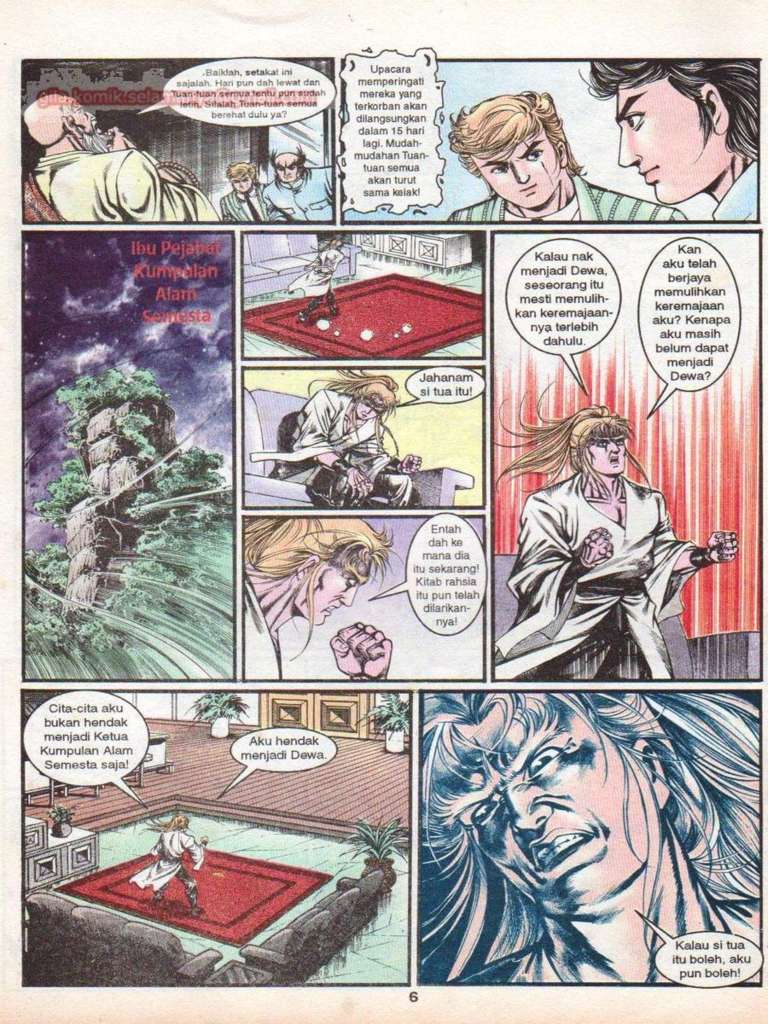 Baiklah, setakat ini
sajalah. Hari pun dah lewat dan
Tuan-tuan semua tentu pun sudah
letih. Silalah Tuan-tuan semua
berehat dulu ya?
Upacara
memperingati
mereka yang
terkorban akan
dilangsungkan
dalam 15 hari
lagi. Mudah-
mudahan Tuan-
tuan semua
akan turut
sama kelak!
Ibu Pejabat
Kumpulan
Alam
Semesta
Jahanam
si tua itu!
Entah
dah ke
mana dia
itu sekarang!
Kitab rahsia
itu pun telah
dilarikan-
nya!
Kalau nak
menjadi Dewa,
seseorang itu
mesti memulih-
kan keremajaan-
nya terlebih
dahulu.
Kan
aku telah
berjaya
memulihkan
keremajaan
aku? Kenapa
aku masih
belum dapat
menjadi
Dewa?
Cita-cita aku
bukan hendak
menjadi Ketua
Kumpulan Alam
Semesta saja!
Aku hendak
menjadi Dewa.
Kalau si tua
itu boleh, aku
pun boleh!
6